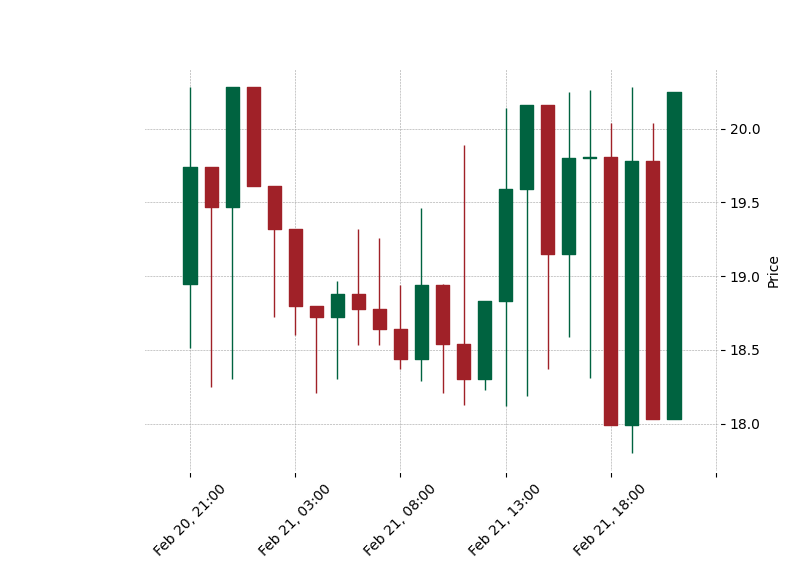 20.0
19.5
19.0
18.5
18.0
Price
Feb 20, 21:00
Feb 21, 03:00
Feb 21, 08:00
Feb 21, 13:00
Feb 21, 18:00